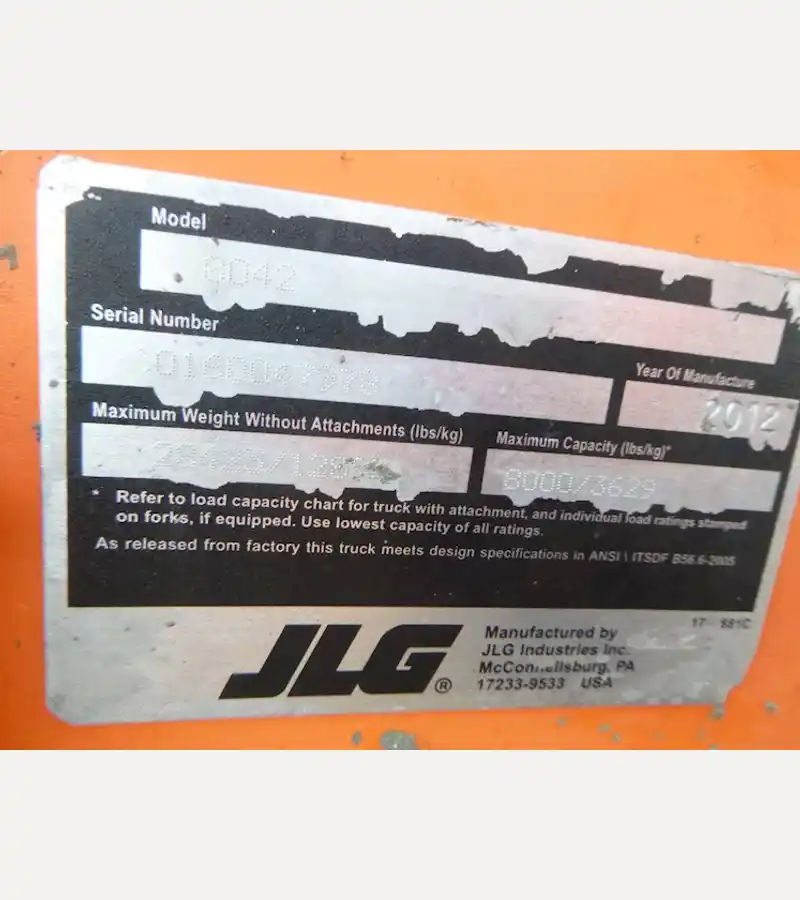 Model
8042
Serial Number
Year Of Manufacture
2012
Maximum Weight Without Attachments (lbs/kg)
Maximum Capacity (lbs/kg)*
8000/3629
* Refer to load capacity chart for truck with attachment, and individual load ratings stamped
on forks, if equipped. Use lowest capacity of all ratings.
As released from factory this truck meets design specifications in ANSI \ ITSDF B56.6-2005
JLG®
Manufactured by
JLG Industries Inc.
McConnellsburg, PA
17233-9533 USA